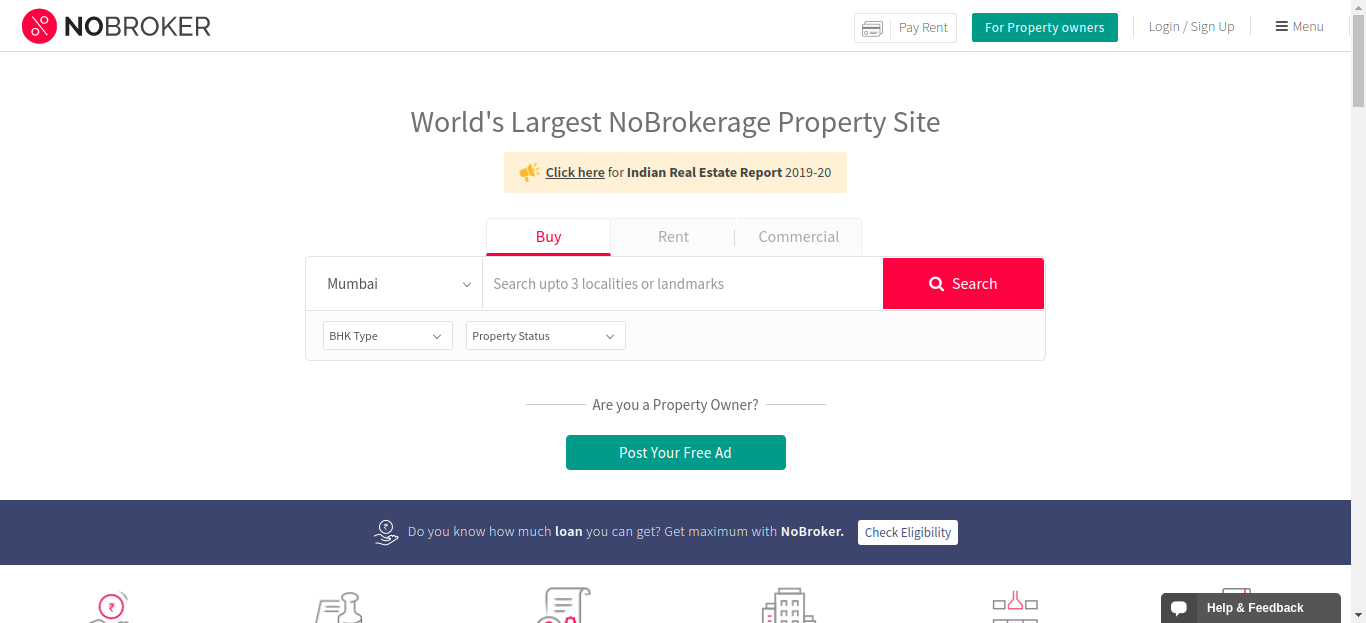 NOBROKER
Pay Rent
For Property owners
Login / Sign Up
Menu
World's Largest NoBrokerage Property Site
Click here for Indian Real Estate Report 2019-20
Buy
Rent
Commercial
Mumbai
Search upto 3 localities or landmarks
Search
BHK Type
Property Status
Are you a Property Owner?
Post Your Free Ad
Do you know how much loan you can get? Get maximum with NoBroker.
Check Eligibility
Help & Feedback